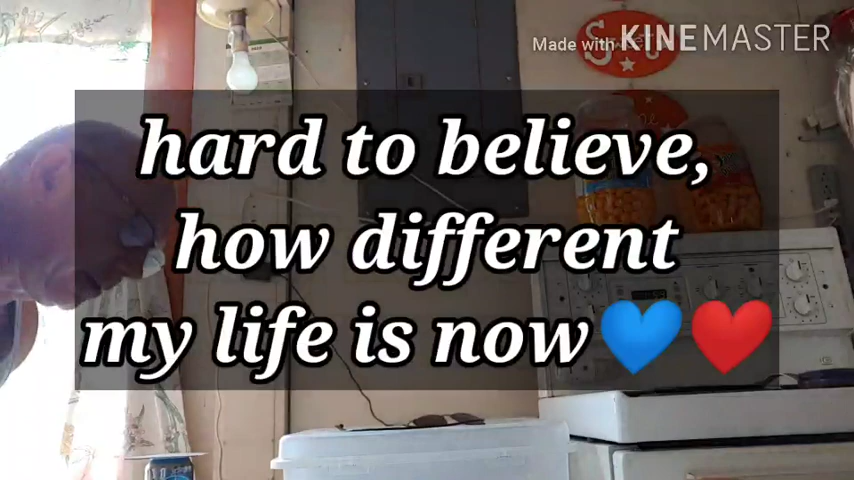 Made with KINEMASTER
hard to believe,
how different
my life is now💙❤️